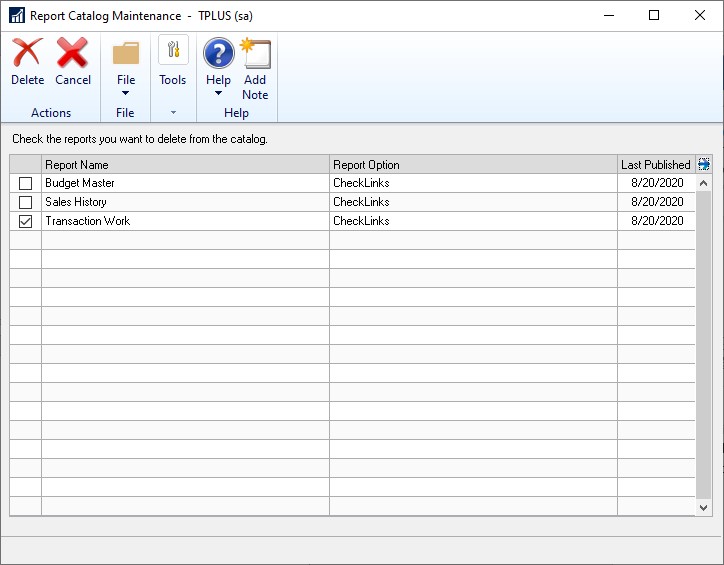 Report Catalog Maintenance - TPLUS (sa)
Delete Cancel File Tools Help Add Note
Actions File Help
Check the reports you want to delete from the catalog.
Report Name Report Option Last Published
Budget Master CheckLinks 8/20/2020
Sales History CheckLinks 8/20/2020
Transaction Work CheckLinks 8/20/2020